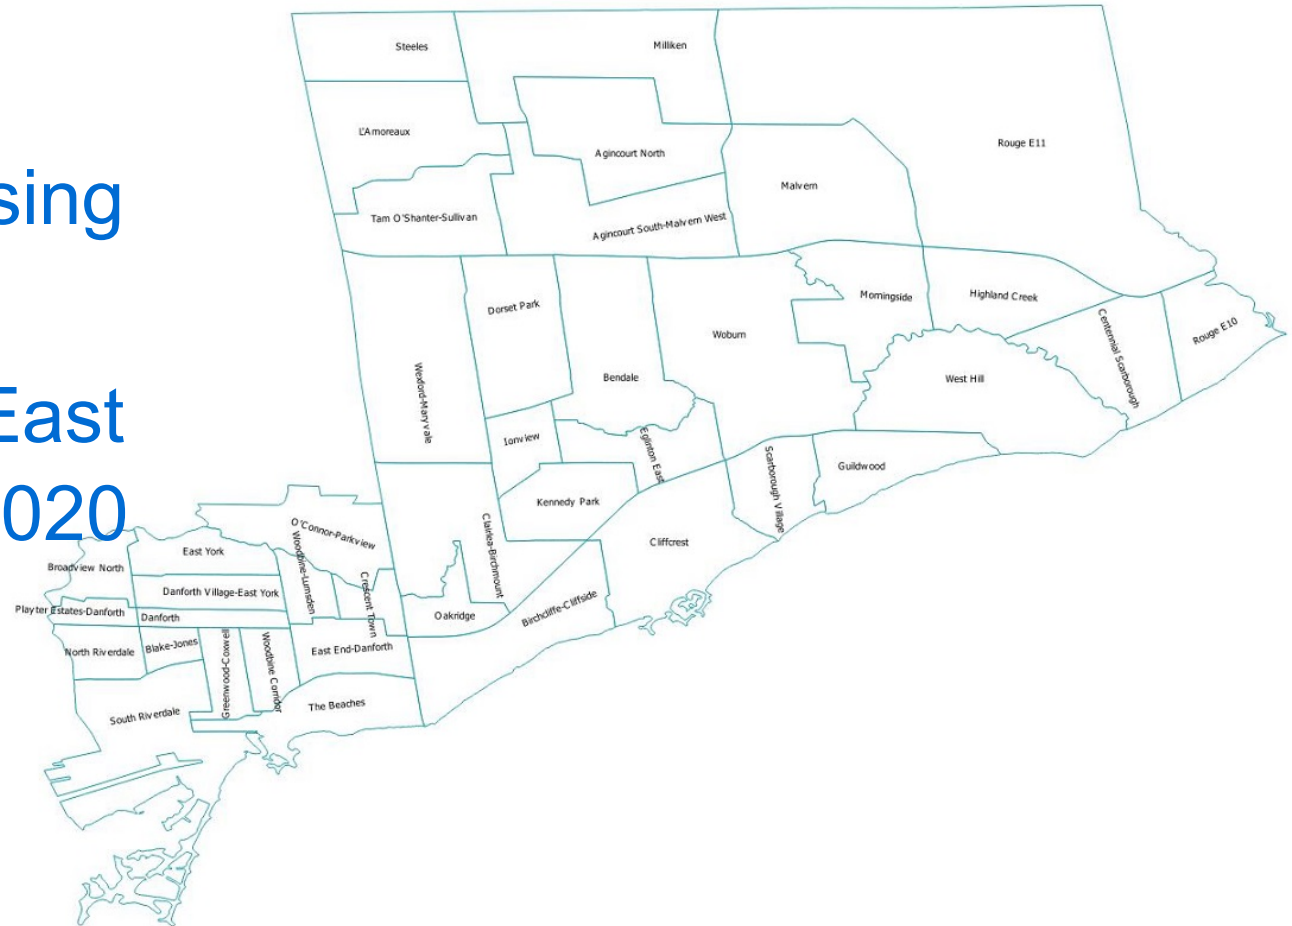 sing
East
020
Steeles
Milliken
L'Amoreaux
Agincourt North
Rouge E11
Malvern
Tam O'Shanter-Sullivan
Agincourt South-Malvern West
Dorset Park
Morningside
Highland Creek
Woburn
Centennial Scarborough
Rouge E10
Wexford-Maryvale
Bendale
West Hill
Ionview
Eglinton East
Scarborough Village
Guildwood
Kennedy Park
O'Connor-Parkview
Clairlea-Birchmount
Cliffcrest
East York
Woodbine-Lumsden
Broadview North
Crescent Town
Danforth Village-East York
Playter Estates-Danforth
Danforth
Oakridge
Birchcliffe-Cliffside
North Riverdale
Blake-Jones
Greenwood-Coxwell
Woodbine Corridor
East End-Danforth
The Beaches
South Riverdale